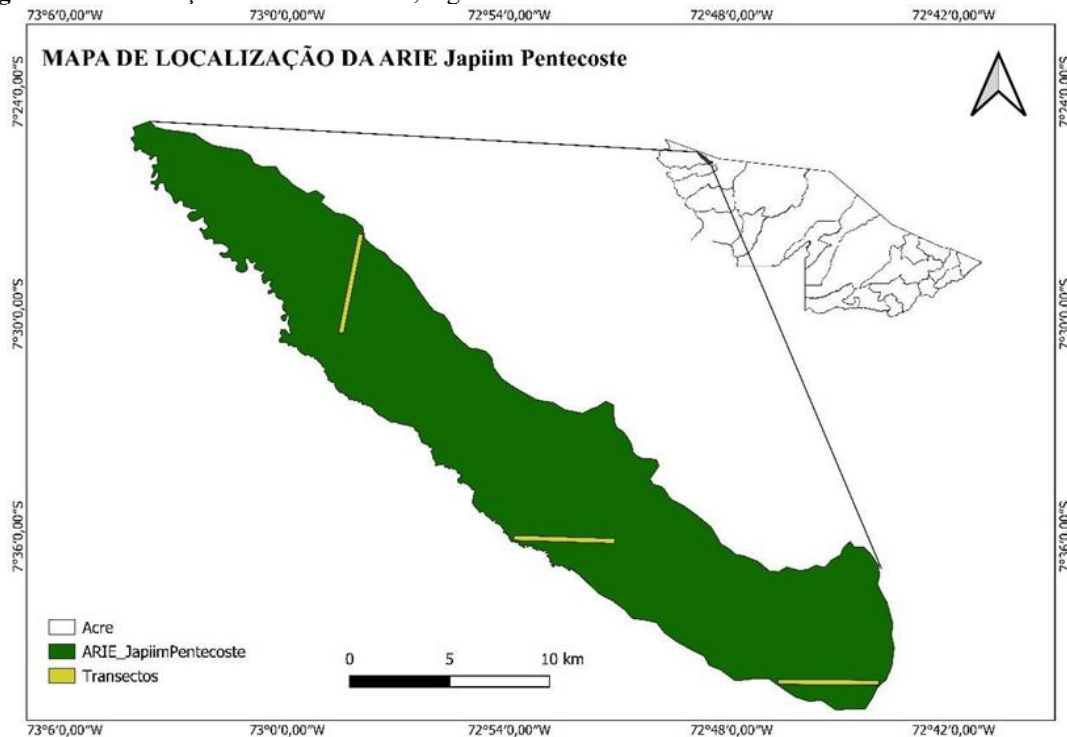 73°6'0,00"W 73°0'0,00"W 72°54'0,00"W 72°48'0,00"W 72°42'0,00"W
MAPA DE LOCALIZAÇÃO DA ARIE Japiim Pentecoste
7°24'0,00"S 7°24'0,00"S
7°30'0,00"S 7°30'0,00"S
7°36'0,00"S 7°36'0,00"S
Acre
ARIE_JapiimPentecoste
Transectos
0 5 10 km
73°6'0,00"W 73°0'0,00"W 72°54'0,00"W 72°48'0,00"W 72°42'0,00"W